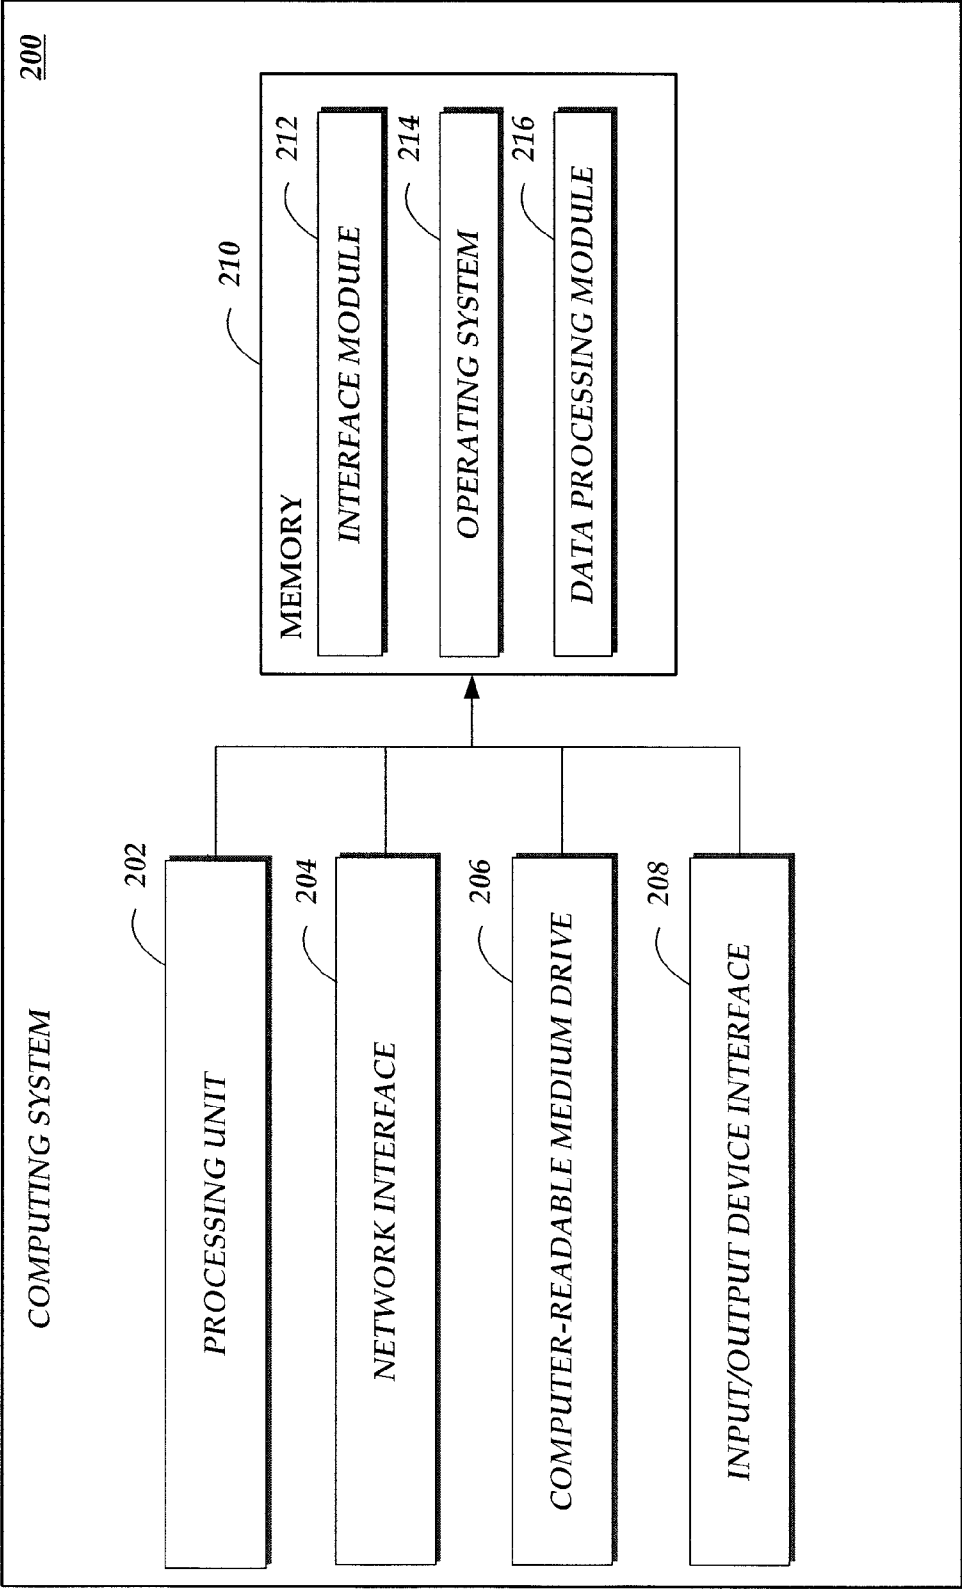 COMPUTING SYSTEM
200
PROCESSING UNIT
202
NETWORK INTERFACE
204
COMPUTER-READABLE MEDIUM DRIVE
206
INPUT/OUTPUT DEVICE INTERFACE
208
210
MEMORY
212
INTERFACE MODULE
214
OPERATING SYSTEM
216
DATA PROCESSING MODULE